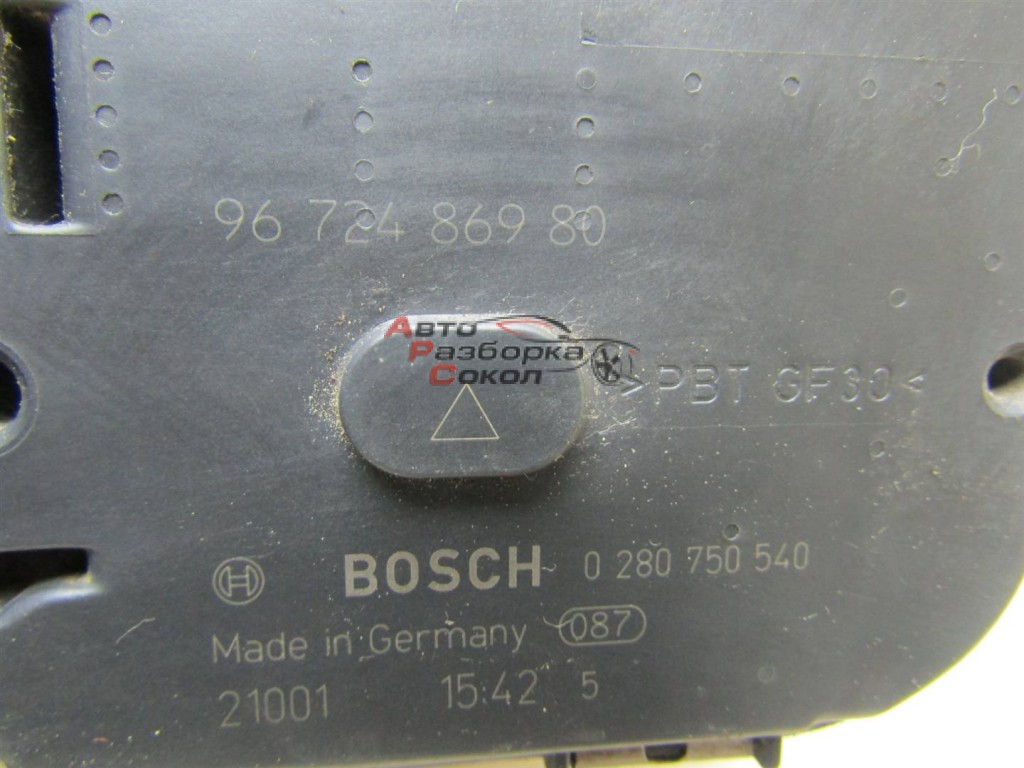 96 724 869 80
Авто
Разборка
Сокол
>PBT GF30<
BOSCH 0 280 750 540
Made in Germany 087
21001 15:42 5